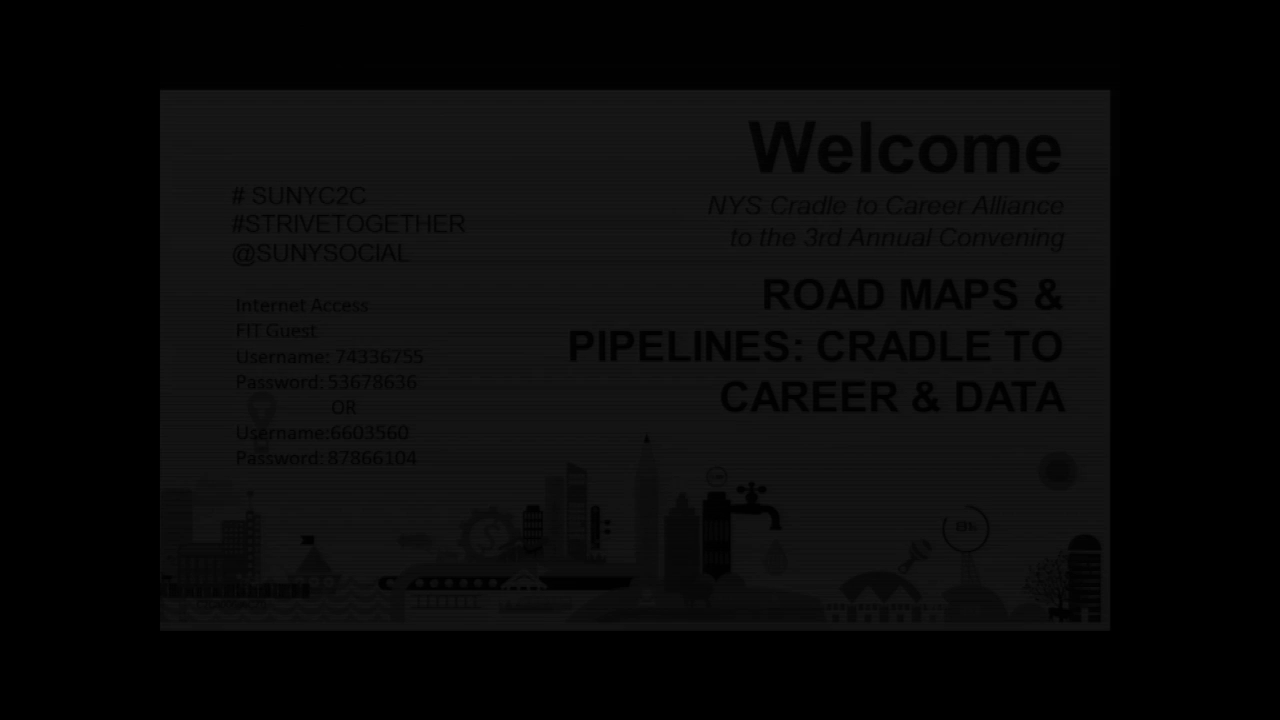 Welcome
NYS Cradle to Career Alliance
to the 3rd Annual Convening
ROAD MAPS &
PIPELINES: CRADLE TO
CAREER & DATA
# SUNYC2C
#STRIVETOGETHER
@SUNYSOCIAL
Internet Access
FIT Guest
Username: 74336755
Password: 53678636
OR
Username:6603560
Password: 87866104